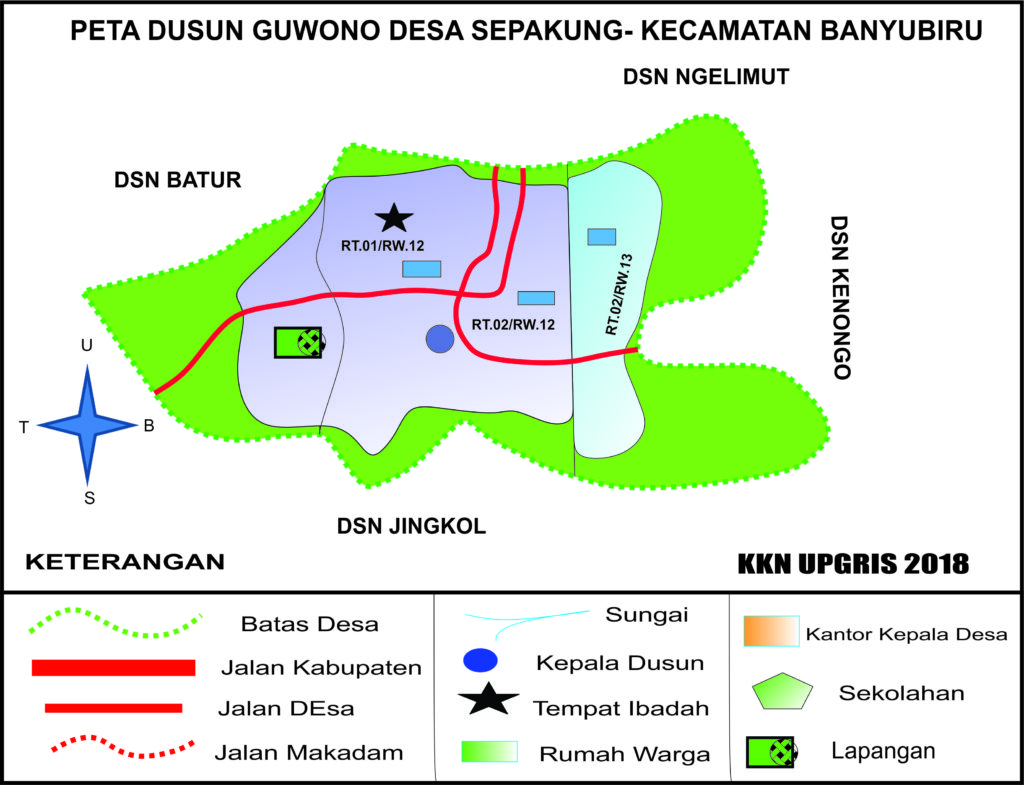 PETA DUSUN GUWONO DESA SEPAKUNG- KECAMATAN BANYUBIRU
DSN NGELIMUT
DSN BATUR
DSN KENONGO
RT.01/RW.12
RT.02/RW.12
RT.02/RW.13
U
T
B
S
DSN JINGKOL
KETERANGAN
KKN UPGRIS 2018
Batas Desa
Jalan Kabupaten
Jalan DEsa
Jalan Makadam
Sungai
Kepala Dusun
Tempat Ibadah
Rumah Warga
Kantor Kepala Desa
Sekolahan
Lapangan